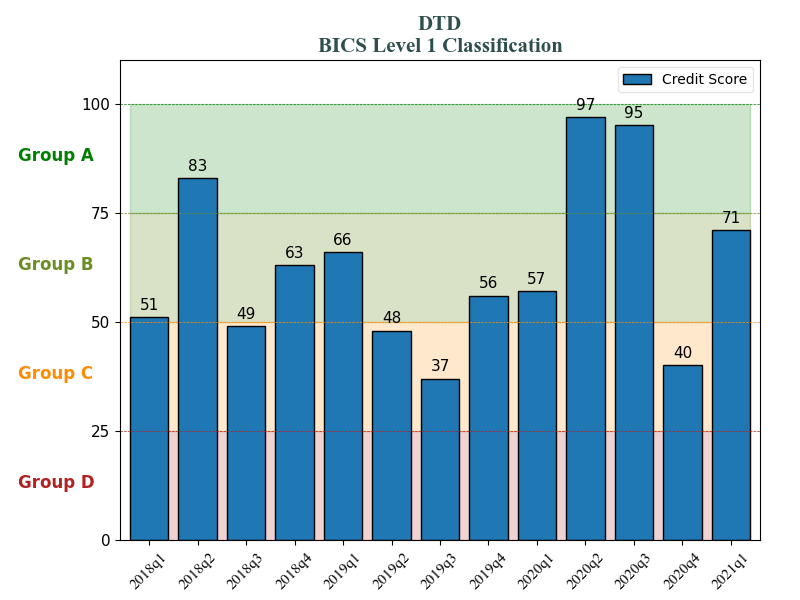 DTD
BICS Level 1 Classification
Credit Score
100
75
50
25
0
Group A
Group B
Group C
Group D
51
83
49
63
66
48
37
56
57
97
95
40
71
2018q1
2018q2
2018q3
2018q4
2019q1
2019q2
2019q3
2019q4
2020q1
2020q2
2020q3
2020q4
2021q1